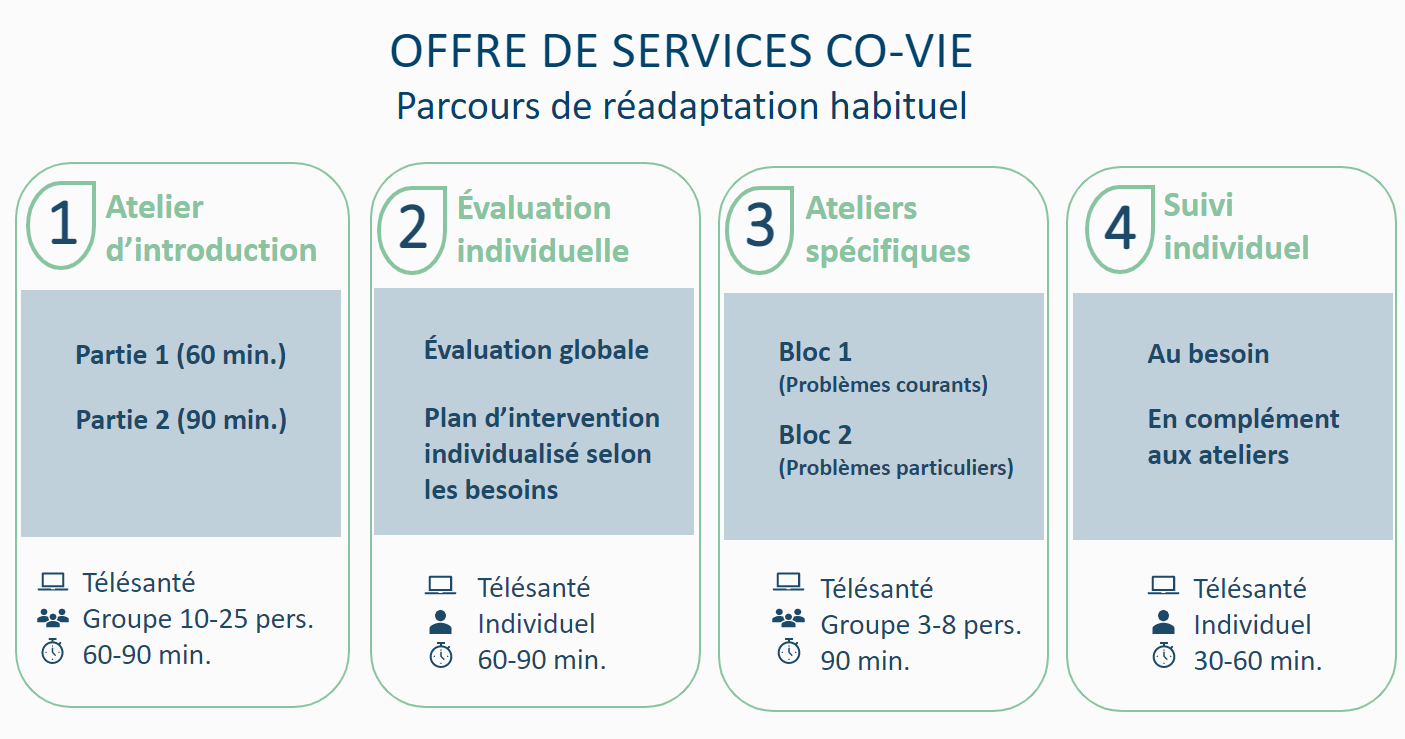 OFFRE DE SERVICES CO-VIE
Parcours de réadaptation habituel
1
Atelier
d’introduction
Partie 1 (60 min.)
Partie 2 (90 min.)
Télésanté
Groupe 10-25 pers.
60-90 min.
2
Évaluation
individuelle
Évaluation globale
Plan d’intervention
individualisé selon
les besoins
Télésanté
Individuel
60-90 min.
3
Ateliers
spécifiques
Bloc 1
(Problèmes courants)
Bloc 2
(Problèmes particuliers)
Télésanté
Groupe 3-8 pers.
90 min.
4
Suivi
individuel
Au besoin
En complément
aux ateliers
Télésanté
Individuel
30-60 min.